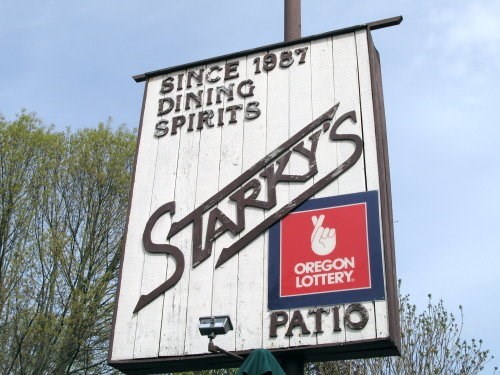 SINCE 1987
DINING
SPIRITS
STARKY'S
OREGON
LOTTERY.
PATIO